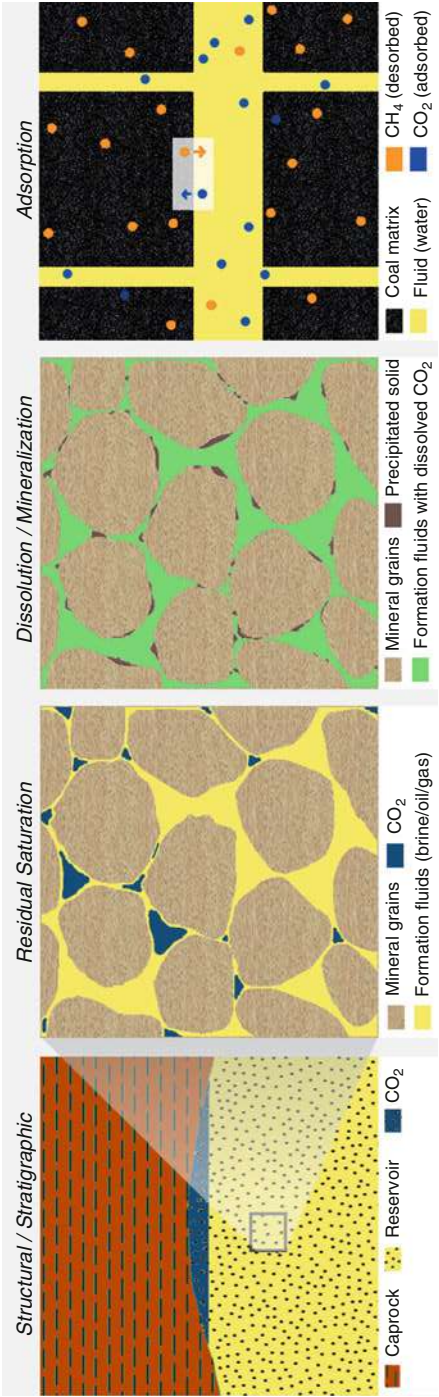 Structural / Stratigraphic
Caprock
Reservoir
CO₂
Residual Saturation
Mineral grains
CO₂
Formation fluids (brine/oil/gas)
Dissolution / Mineralization
Mineral grains
Precipitated solid
Formation fluids with dissolved CO₂
Adsorption
Coal matrix
CH₄ (desorbed)
Fluid (water)
CO₂ (adsorbed)